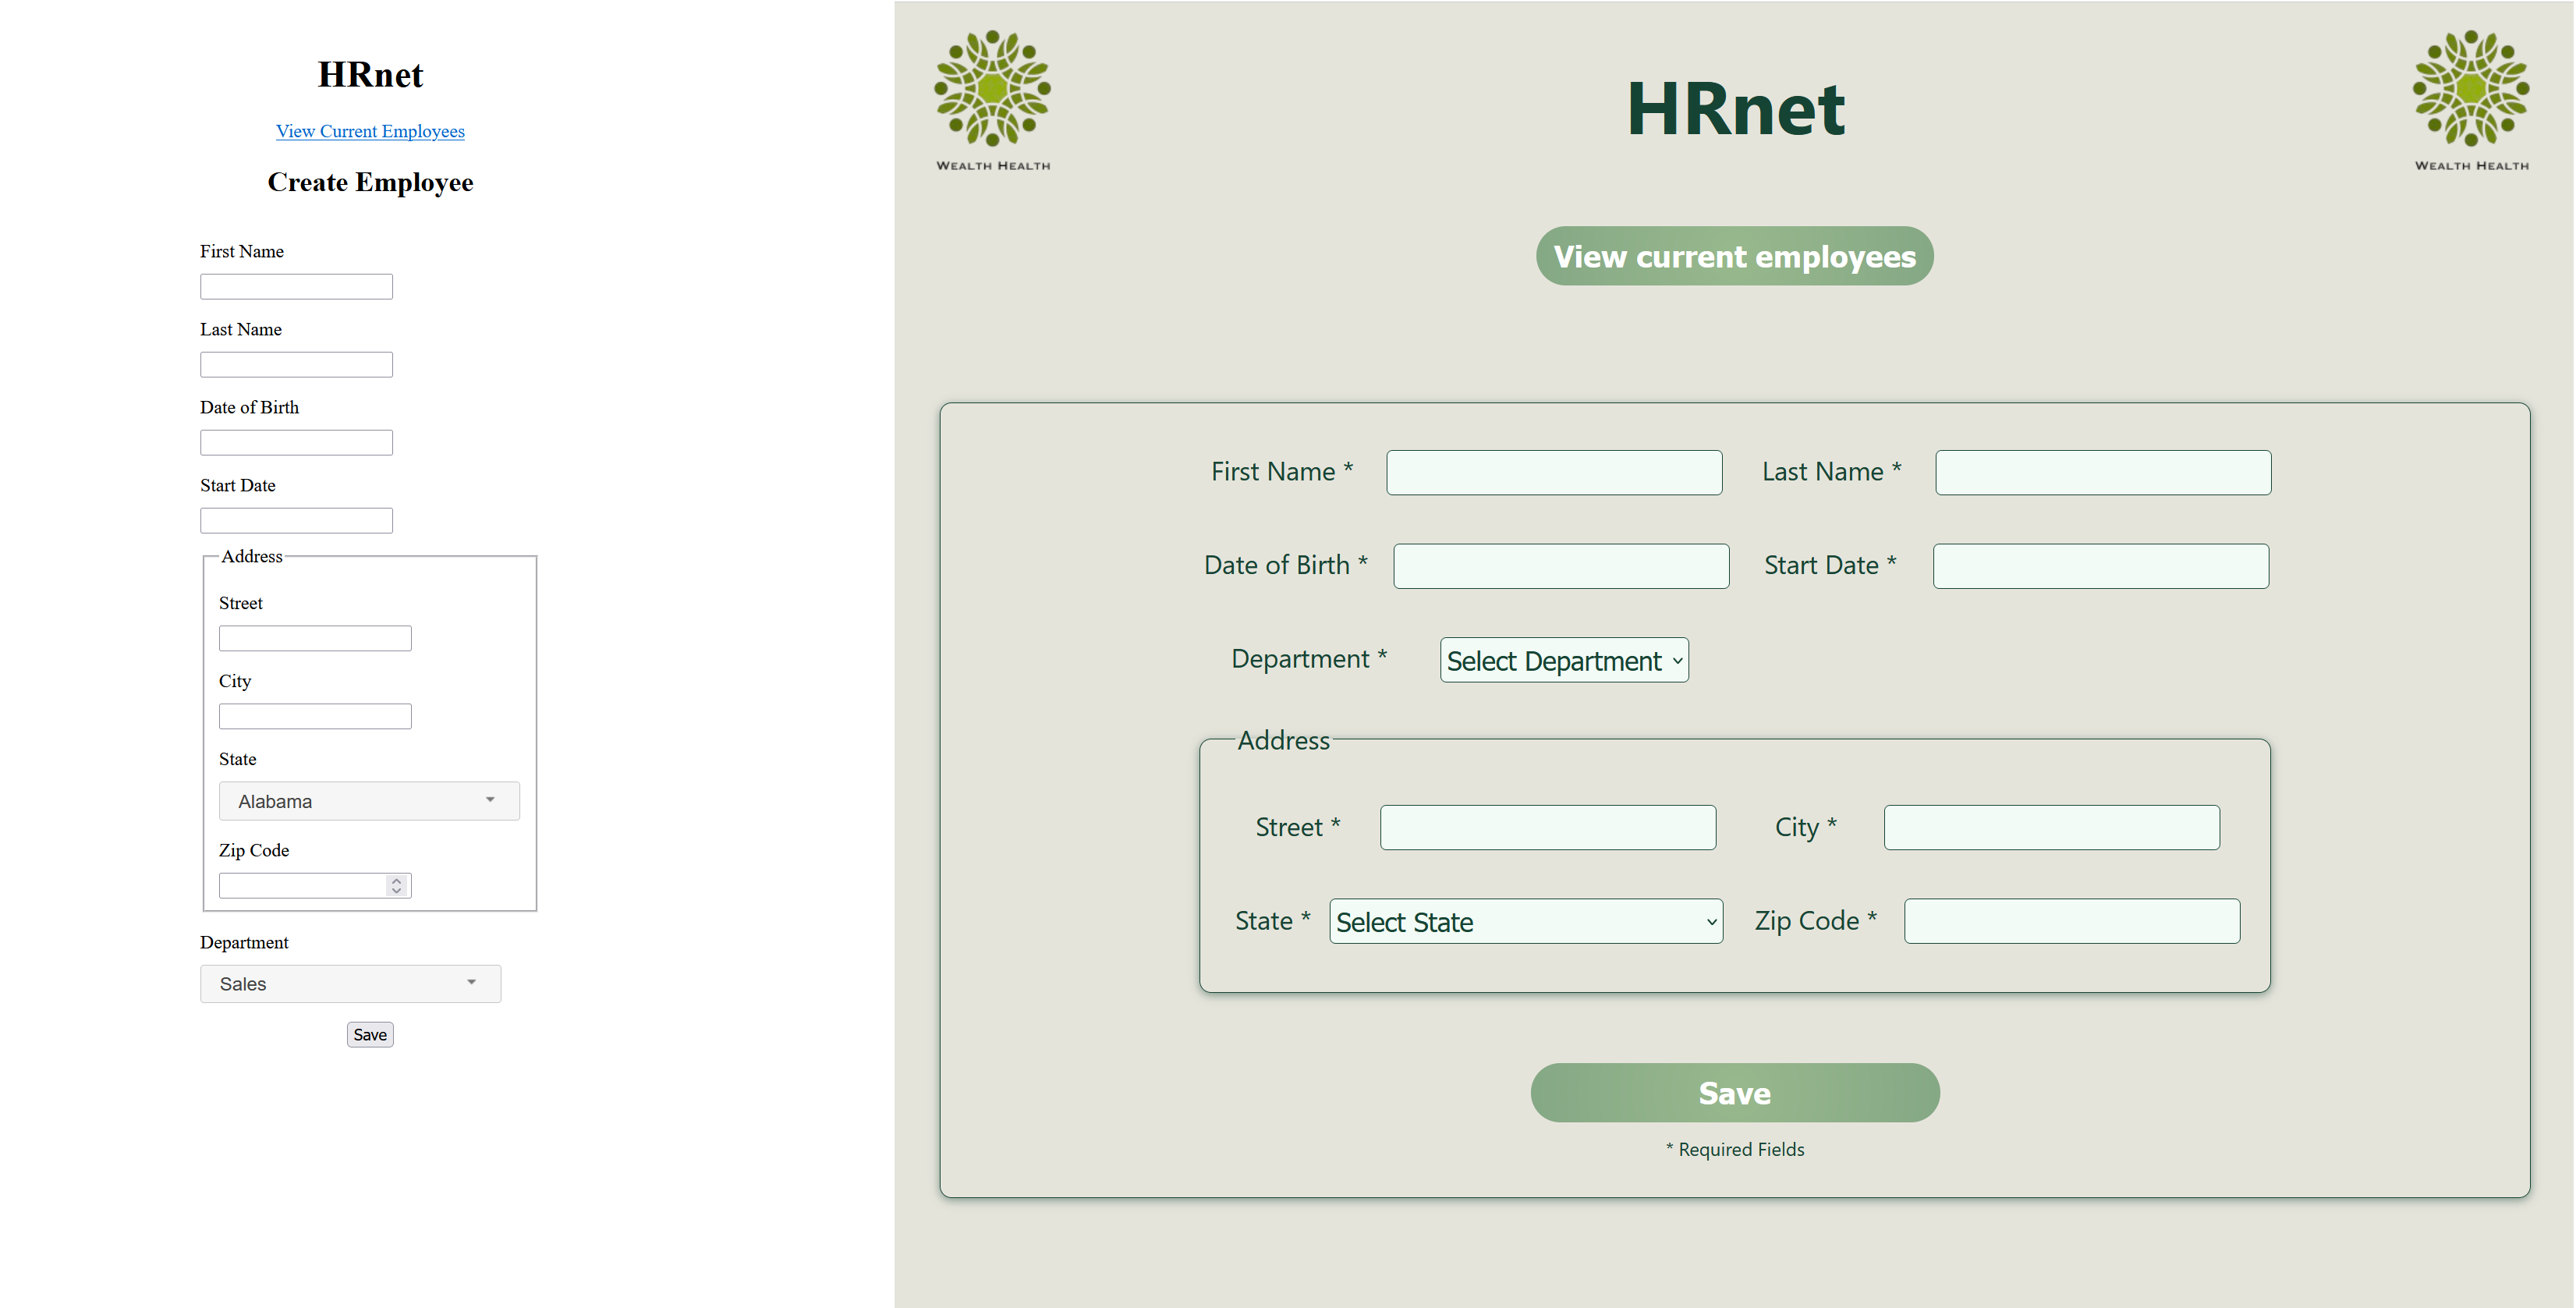 HRnet
View Current Employees
Create Employee
First Name
Last Name
Date of Birth
Start Date
Address
Street
City
State
Alabama
Zip Code
Department
Sales
Save
WEALTH HEALTH
HRnet
WEALTH HEALTH
View current employees
First Name *
Last Name *
Date of Birth *
Start Date *
Department *
Select Department
Address
Street *
City *
State *
Select State
Zip Code *
Save
* Required Fields